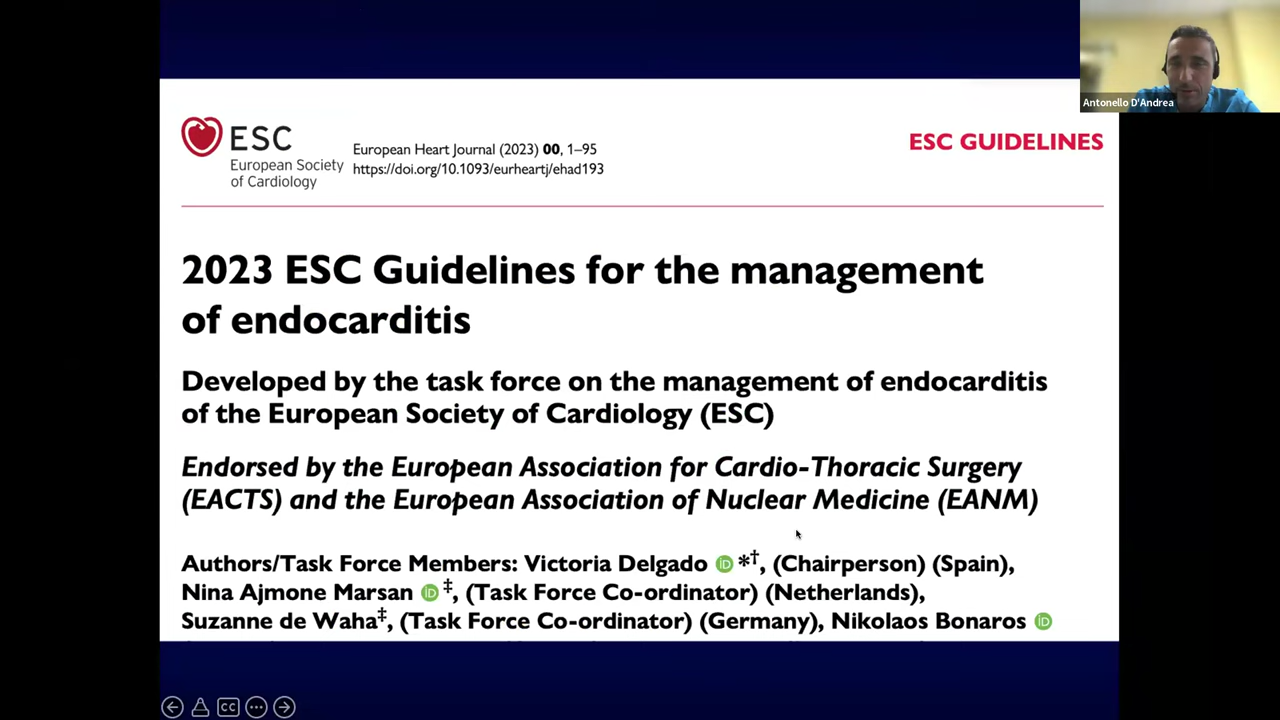 Antonello D'Andrea
ESC
European Society
of Cardiology
European Heart Journal (2023) 00, 1–95
https://doi.org/10.1093/eurheartj/ehad193
ESC GUIDELINES
2023 ESC Guidelines for the management
of endocarditis
Developed by the task force on the management of endocarditis
of the European Society of Cardiology (ESC)
Endorsed by the European Association for Cardio-Thoracic Surgery
(EACTS) and the European Association of Nuclear Medicine (EANM)
Authors/Task Force Members: Victoria Delgado iD *†, (Chairperson) (Spain),
Nina Ajmone Marsan iD ‡, (Task Force Co-ordinator) (Netherlands),
Suzanne de Waha‡, (Task Force Co-ordinator) (Germany), Nikolaos Bonaros iD
CC